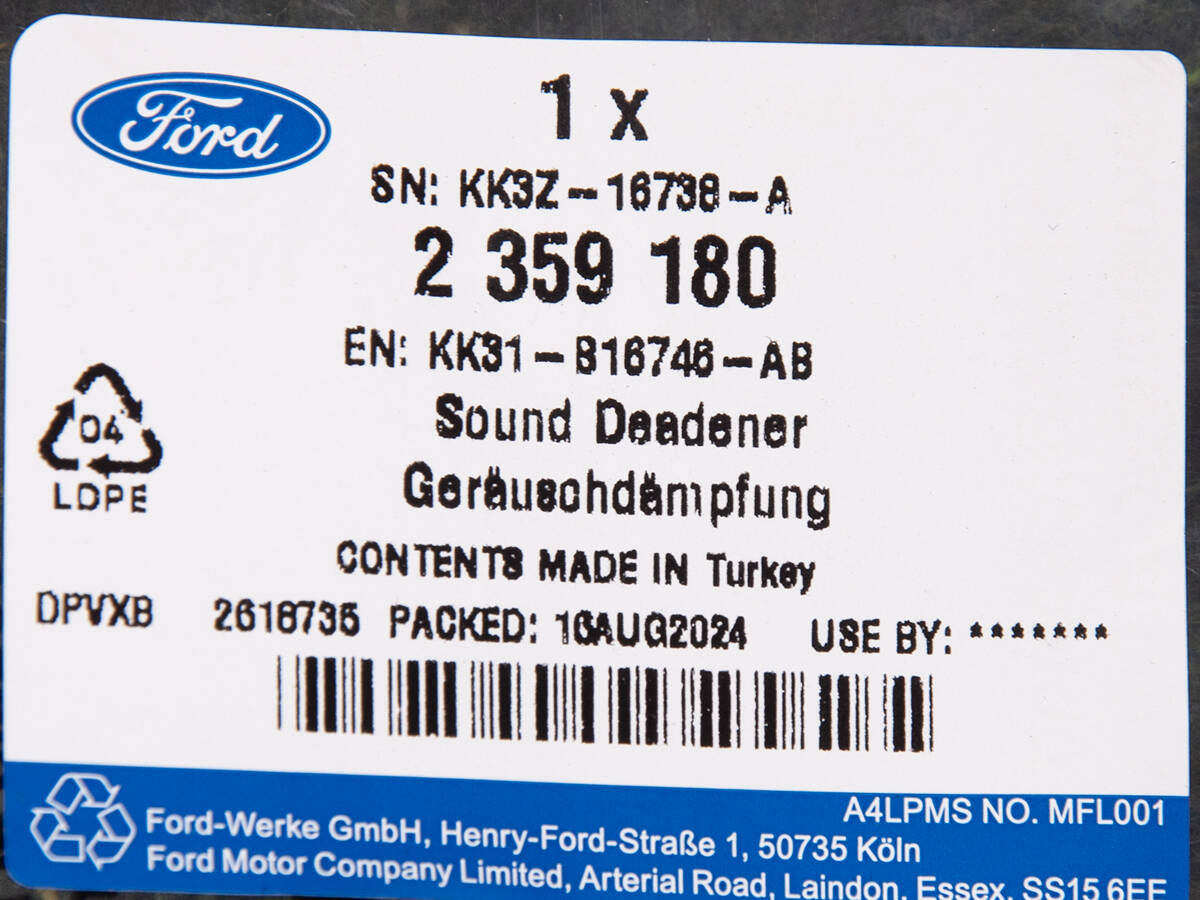 Ford
1 x
SN: KK3Z-16738-A
2 359 180
EN: KK31-B16746-AB
Sound Deadener
Geräuschdämpfung
04
LDPE
CONTENTS MADE IN Turkey
DPVXB 2618735 PACKED: 16AUG2024 USE BY: *******
A4LPMS NO. MFL001
Ford-Werke GmbH, Henry-Ford-Straße 1, 50735 Köln
Ford Motor Company Limited, Arterial Road, Laindon, Essex, SS15 6EE